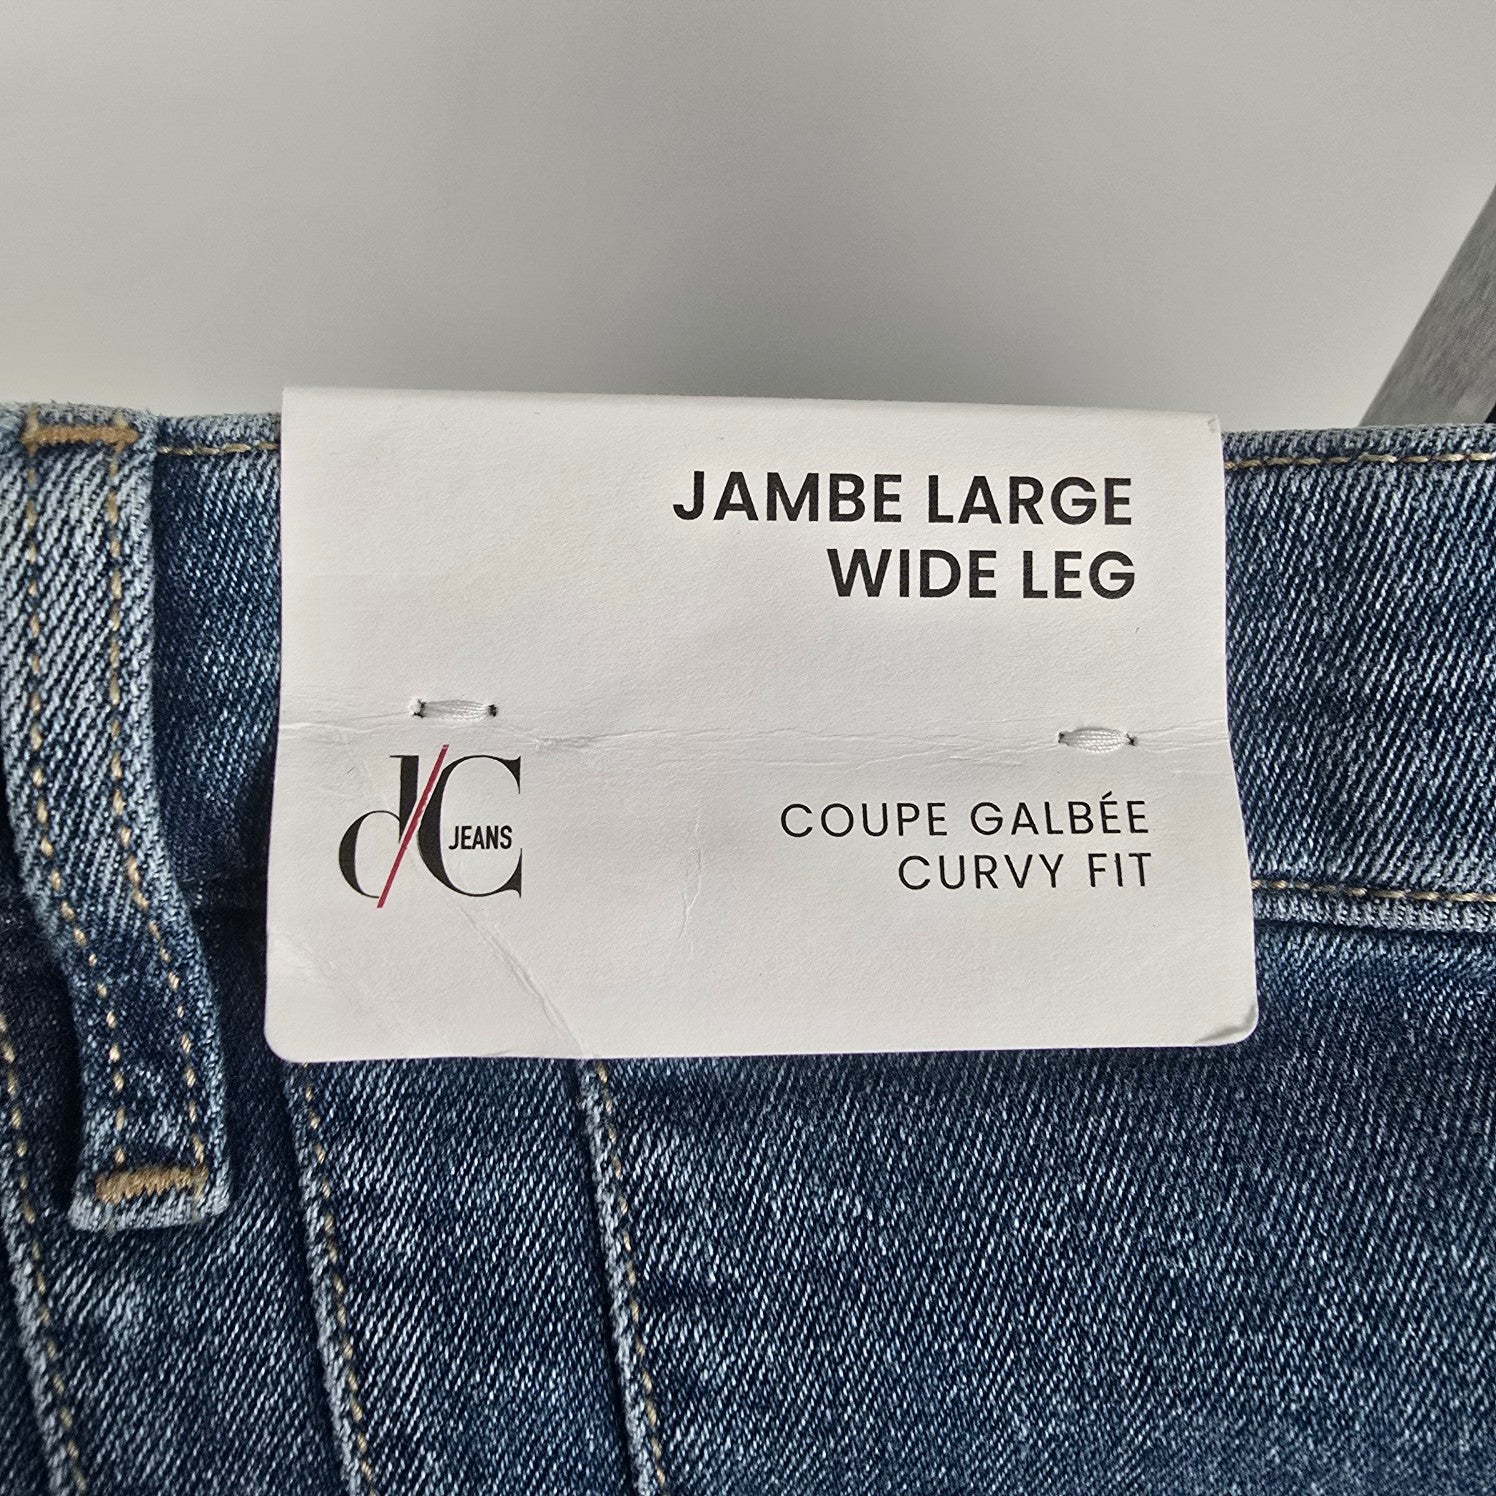 JAMBE LARGE
WIDE LEG
d/C JEANS
COUPE GALBÉE
CURVY FIT